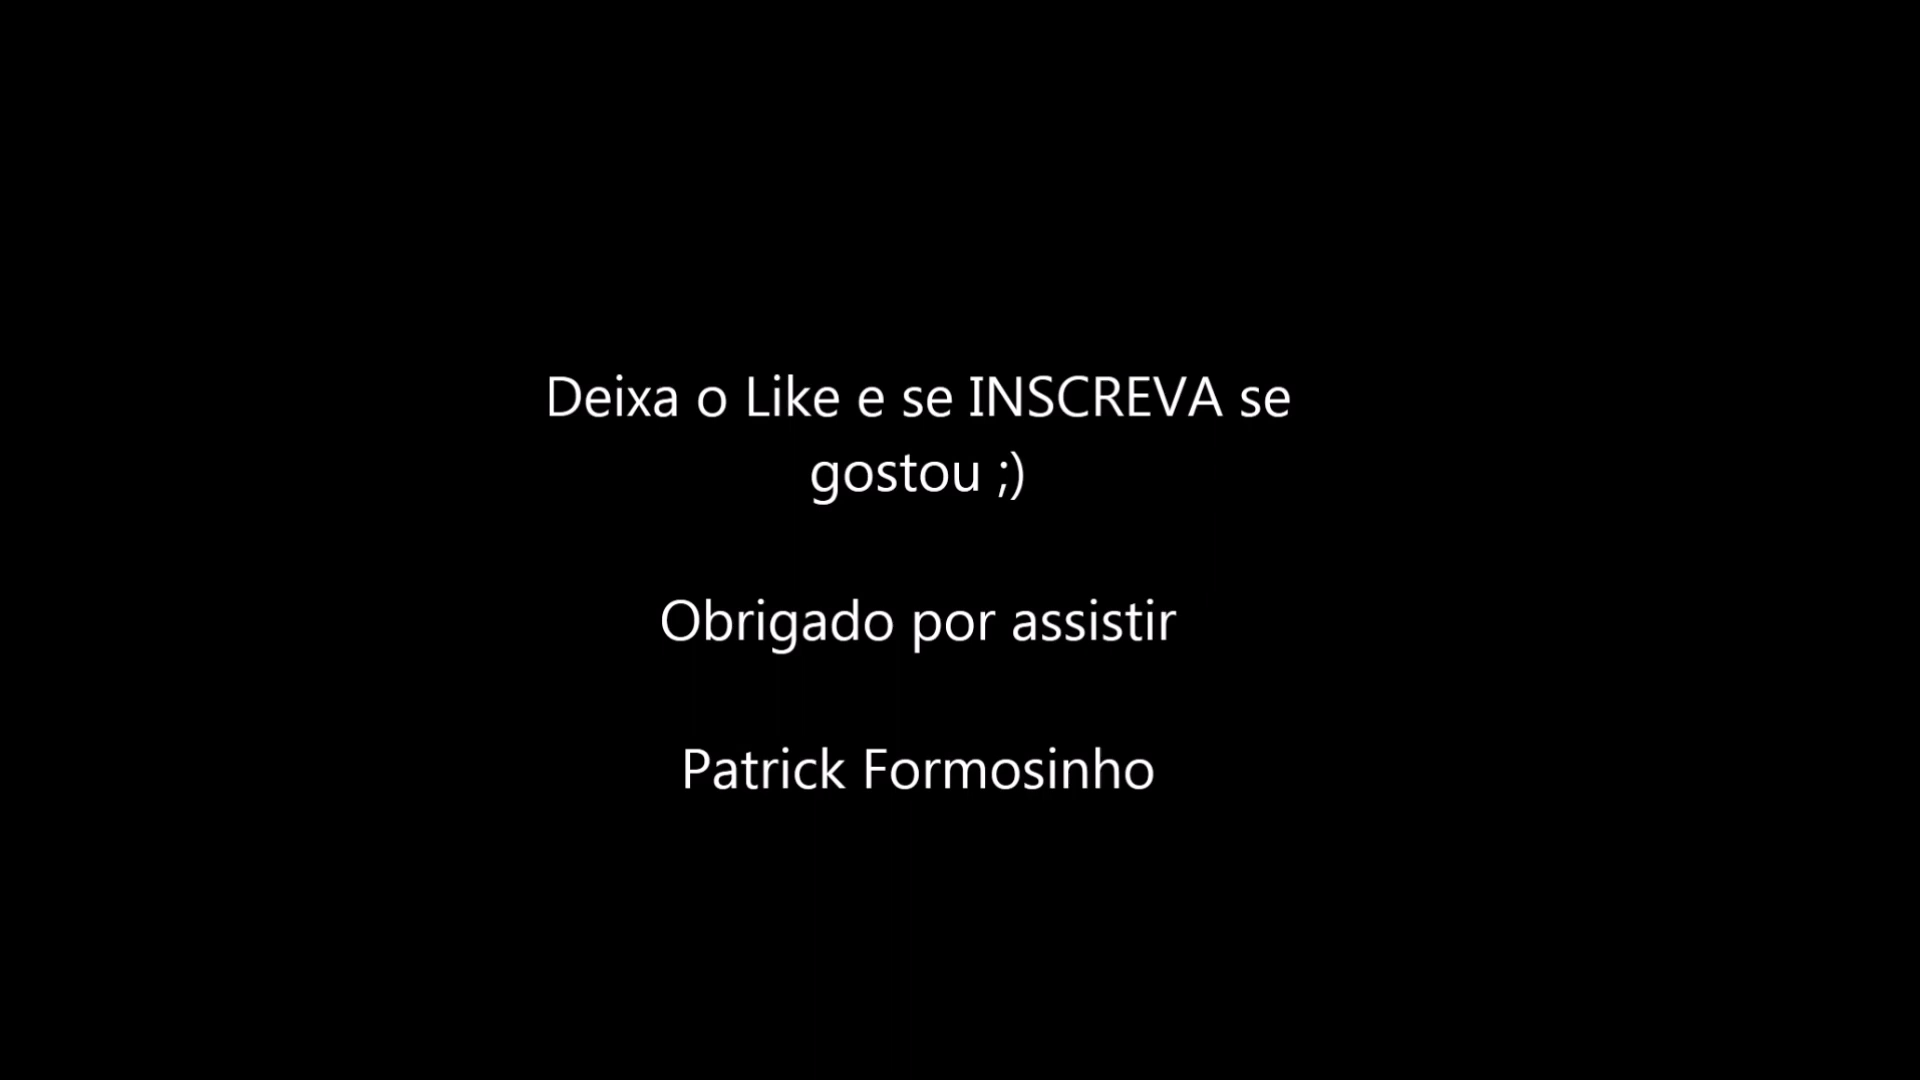 Deixa o Like e se INSCREVA se
gostou ;)
Obrigado por assistir
Patrick Formosinho